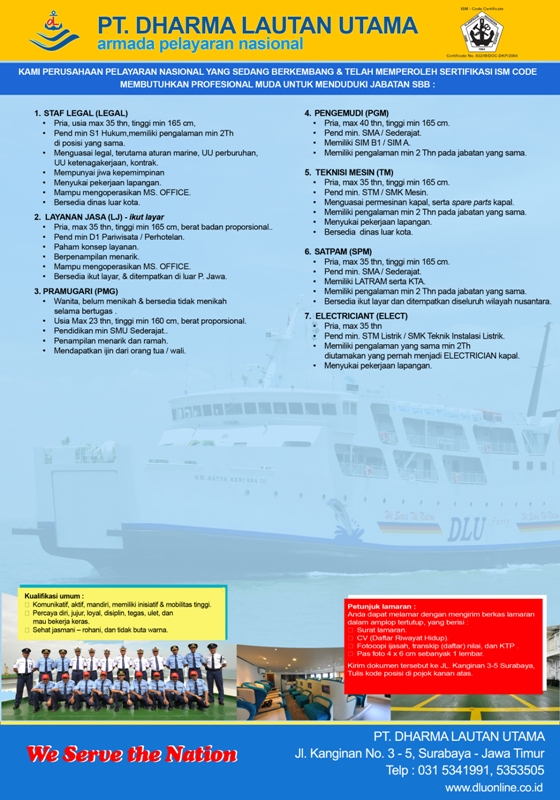 ISM - Code Certificate
PT. DHARMA LAUTAN UTAMA
armada pelayaran nasional
KAMI PERUSAHAAN PELAYARAN NASIONAL YANG SEDANG BERKEMBANG & TELAH MEMPEROLEH SERTIFIKASI ISM CODE
MEMBUTUHKAN PROFESIONAL MUDA UNTUK MENDUDUKI JABATAN SBB :
1. STAF LEGAL (LEGAL)
• Pria, usia max 35 thn, tinggi min 165 cm,
• Pend min S1 Hukum,memiliki pengalaman min 2Th
di posisi yang sama.
• Menguasai legal, terutama aturan marine, UU perburuhan,
UU ketenagakerjaan, kontrak.
• Mempunyai jiwa kepemimpinan
• Menyukai pekerjaan lapangan.
• Mampu mengoperasikan MS. OFFICE.
• Bersedia dinas luar kota.
2. LAYANAN JASA (LJ) - ikut layar
• Pria, max 35 thn, tinggi min 165 cm, berat badan proporsional..
• Pend min D1 Pariwisata / Perhotelan.
• Paham konsep layanan.
• Berpenampilan menarik.
• Mampu mengoperasikan MS. OFFICE.
• Bersedia ikut layar, & ditempatkan di luar P. Jawa.
3. PRAMUGARI (PMG)
• Wanita, belum menikah & bersedia tidak menikah
selama bertugas .
• Usia Max 23 thn, tinggi min 160 cm, berat proporsional.
• Pendidikan min SMU Sederajat..
• Penampilan menarik dan ramah.
• Mendapatkan ijin dari orang tua / wali.
4. PENGEMUDI (PGM)
• Pria, max 40 thn, tinggi min 165 cm.
• Pend min. SMA / Sederajat.
• Memiliki SIM B1 / SIM A.
• Memiliki pengalaman min 2 Thn pada jabatan yang sama.
5. TEKNISI MESIN (TM)
• Pria, max 35 thn, tinggi min 165 cm.
• Pend min. STM / SMK Mesin.
• Menguasai permesinan kapal, serta spare parts kapal.
• Memiliki pengalaman min 2 Thn pada jabatan yang sama.
• Menyukai pekerjaan lapangan.
• Bersedia dinas luar kota
6. SATPAM (SPM)
• Pria, max 35 thn, tinggi min 165 cm.
• Pend min. SMA / Sederajat.
• Memiliki LATRAM serta KTA.
• Memiliki pengalaman min 2 Thn pada jabatan yang sama.
• Bersedia ikut layar dan ditempatkan diseluruh wilayah nusantara.
7. ELECTRICIANT (ELECT)
• Pria, max 35 thn
• Pend min. STM Listrik / SMK Teknik Instalasi Listrik.
• Memiliki pengalaman yang sama min 2Th
diutamakan yang pernah menjadi ELECTRICIAN kapal.
• Menyukai pekerjaan lapangan.
DLU Ferry
Kualifikasi umum :
□ Komunikatif, aktif, mandiri, memiliki inisiatif & mobilitas tinggi.
□ Percaya diri, jujur, loyal, disiplin, tegas, ulet, dan
mau bekerja keras.
□ Sehat jasmani – rohani, dan tidak buta warna.
Petunjuk lamaran :
Anda dapat melamar dengan mengirim berkas lamaran
dalam amplop tertutup, yang berisi :
□ Surat lamaran.
□ CV (Daftar Riwayat Hidup).
□ Fotocopi ijasah, transkip (daftar) nilai, dan KTP .
□ Pas foto 4 x 6 cm sebanyak 1 lembar.
Kirim dokumen tersebut ke JL. Kanginan 3-5 Surabaya,
Tulis kode posisi di pojok kanan atas.
We Serve the Nation
PT. DHARMA LAUTAN UTAMA
Jl. Kanginan No. 3 - 5, Surabaya - Jawa Timur
Telp : 031 5341991, 5353505
www.dluonline.co.id